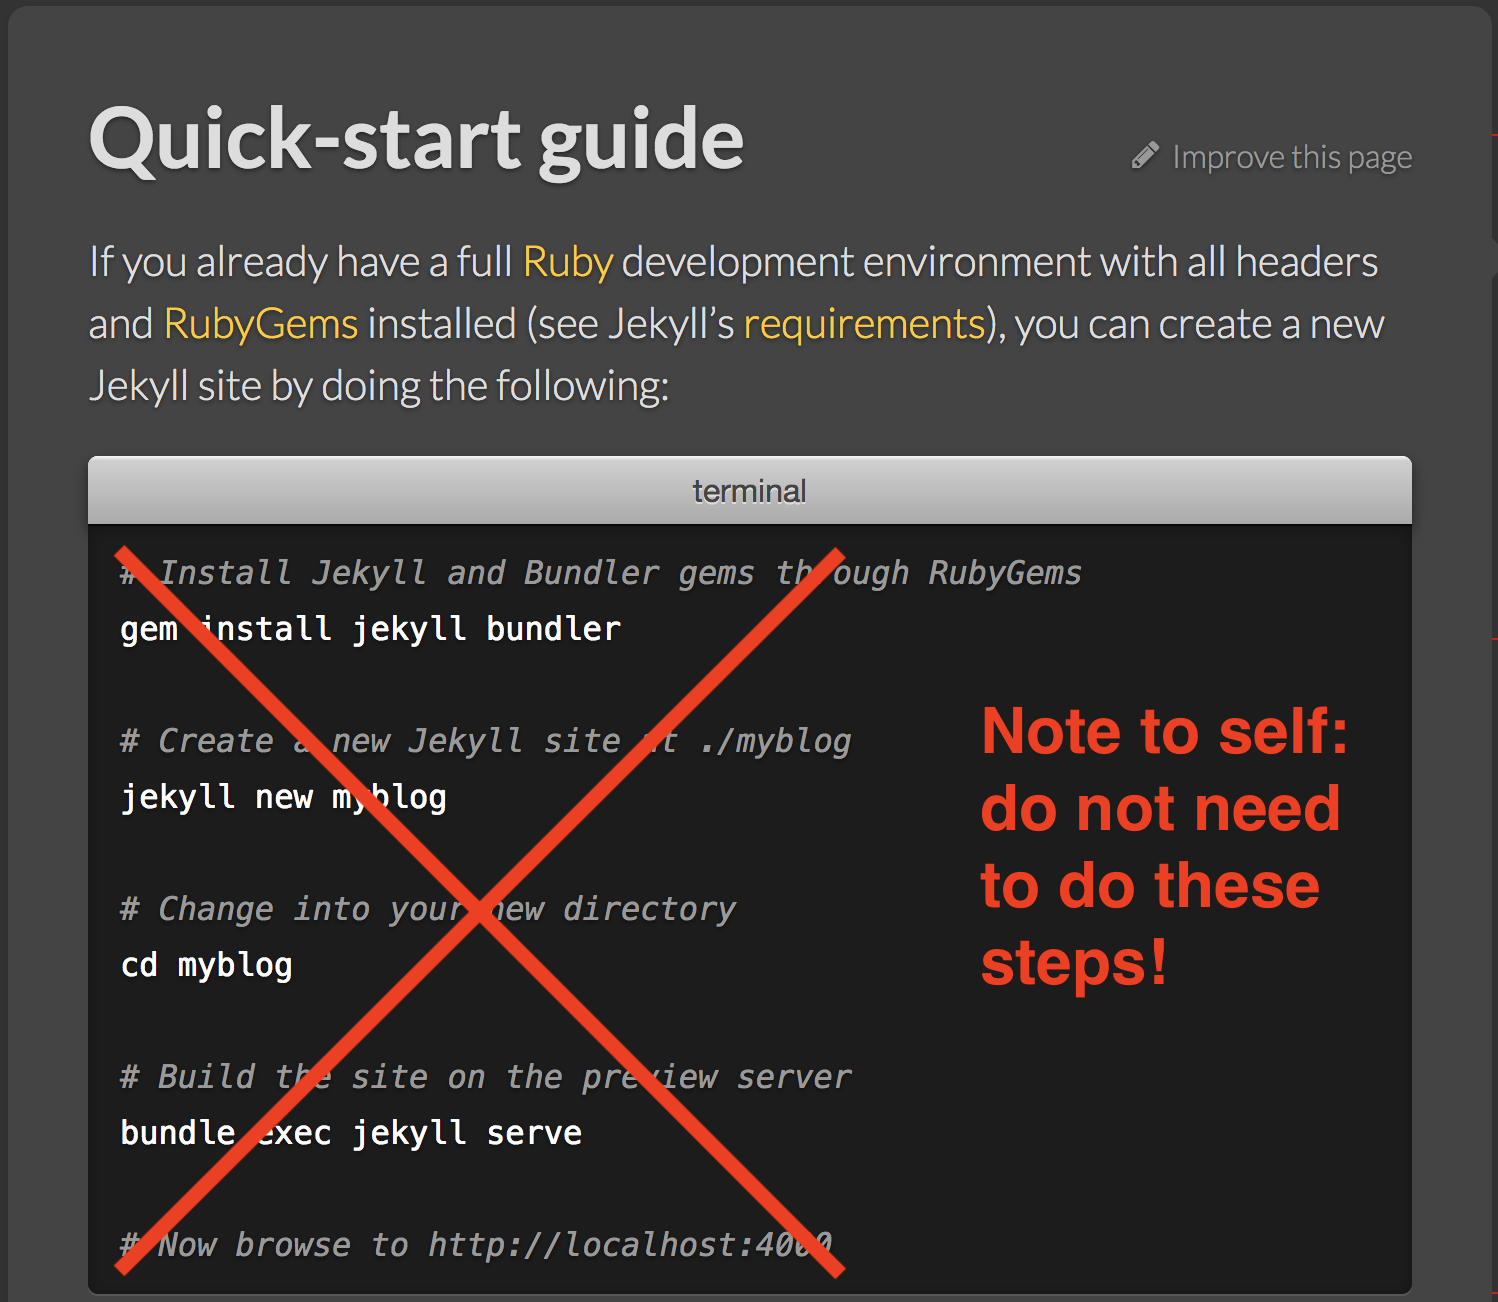 Quick-start guide
Improve this page
If you already have a full Ruby development environment with all headers
and RubyGems installed (see Jekyll’s requirements), you can create a new
Jekyll site by doing the following:
terminal
# Install Jekyll and Bundler gems through RubyGems
gem install jekyll bundler
# Create a new Jekyll site at ./myblog
jekyll new myblog
# Change into your new directory
cd myblog
# Build the site on the preview server
bundle exec jekyll serve
# Now browse to http://localhost:4000
Note to self:
do not need
to do these
steps!